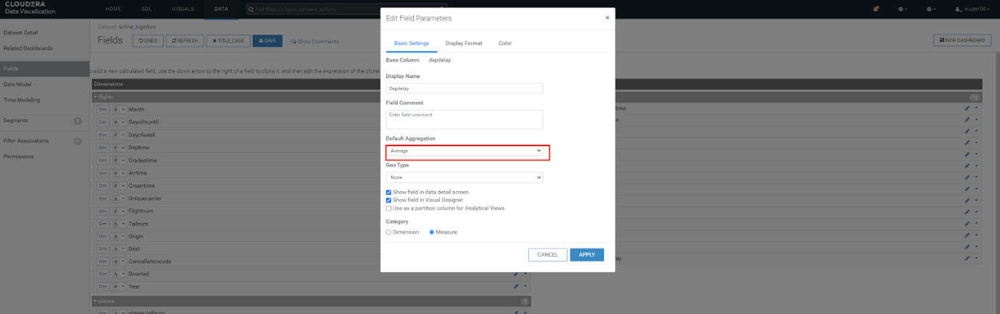 CLOUDERA
Data Visualization
HOME SQL VISUALS DATA
Find titles, viz types, datasets, authors
wuser00
Dataset Detail
Related Dashboards
Fields
Data Model
Time Modeling
Segments 0
Filter Associations 0
Permissions
Dataset: airline_logistics
Fields UNDO REFRESH TITLE_CASE SAVE Show Comments
NEW DASHBOARD
o add a new calculated field, use the down arrow to the right of a field to clone it, and then edit the expression of the clone
Dimensions
flights
Dim # Month
Dim # Dayofmonth
Dim # Dayofweek
Dim # Deptime
Dim # Crsdeptime
Dim # Arrtime
Dim # Crsarrtime
Dim A Uniquecarrier
Dim # Flightnum
Dim A Tailnum
Dim A Origin
Dim A Dest
Dim A Cancellationcode
Dim A Diverted
Dim # Year
planes
Dim A planes.tailnum
Edit Field Parameters ×
Basic Settings Display Format Color
Base Column: depdelay
Display Name
Depdelay
Field Comment
Enter field comment
Default Aggregation
Average
Geo Type
None
Show field in data detail screen
Show field in Visual Designer
Use as a partition column for Analytical Views
Category
Dimension Measure
CANCEL APPLY
time
e
ay